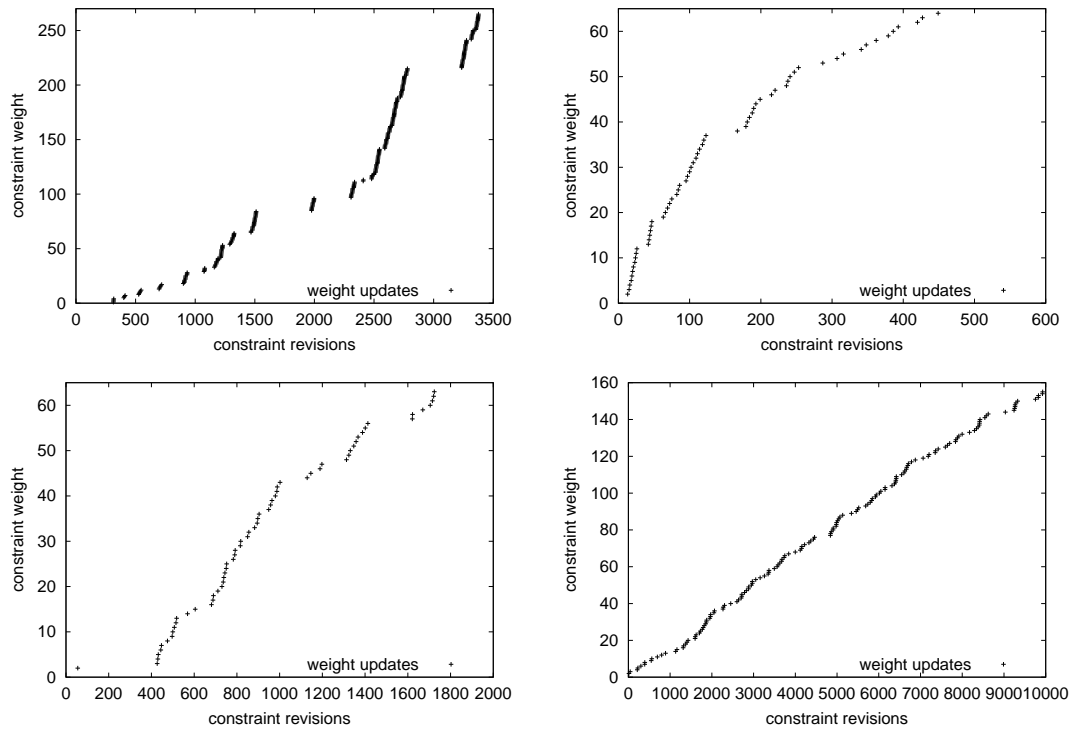 250
200
150
100
50
0
constraint weight
weight updates
0 500 1000 1500 2000 2500 3000 3500
constraint revisions
60
50
40
30
20
10
0
constraint weight
weight updates
0 100 200 300 400 500 600
constraint revisions
60
50
40
30
20
10
0
constraint weight
weight updates
0 200 400 600 800 1000 1200 1400 1600 1800 2000
constraint revisions
160
140
120
100
80
60
40
20
0
constraint weight
weight updates
0 1000 2000 3000 4000 5000 6000 7000 8000 9000 10000
constraint revisions